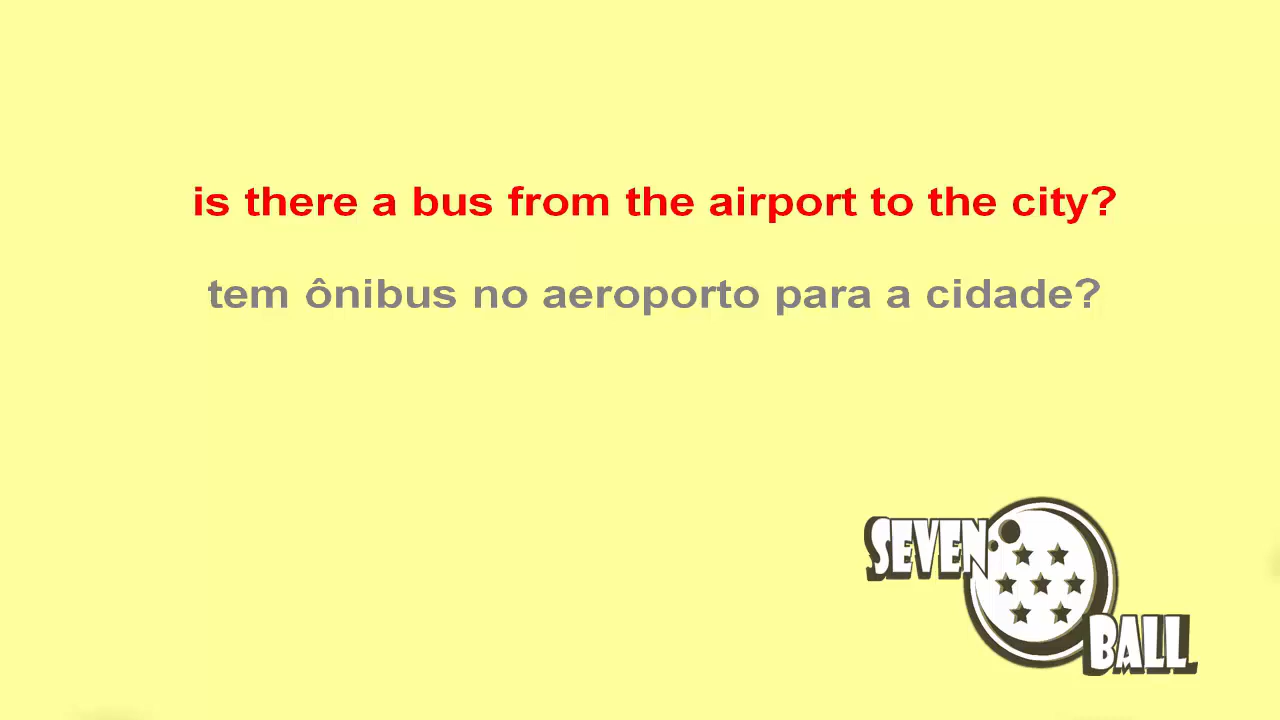 is there a bus from the airport to the city?
tem ônibus no aeroporto para a cidade?
SEVEN
BALL